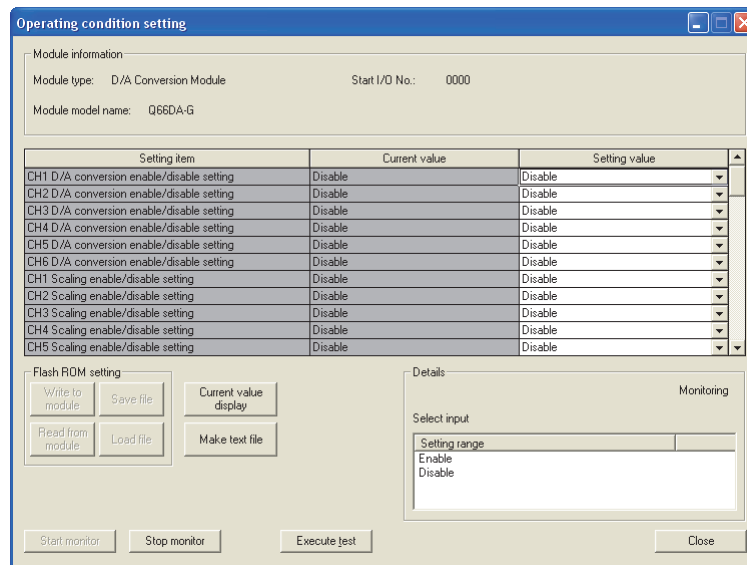 Operating condition setting
Module information
Module type: D/A Conversion Module Start I/O No.: 0000
Module model name: Q66DA-G
Setting item Current value Setting value
CH1 D/A conversion enable/disable setting Disable Disable
CH2 D/A conversion enable/disable setting Disable Disable
CH3 D/A conversion enable/disable setting Disable Disable
CH4 D/A conversion enable/disable setting Disable Disable
CH5 D/A conversion enable/disable setting Disable Disable
CH6 D/A conversion enable/disable setting Disable Disable
CH1 Scaling enable/disable setting Disable Disable
CH2 Scaling enable/disable setting Disable Disable
CH3 Scaling enable/disable setting Disable Disable
CH4 Scaling enable/disable setting Disable Disable
CH5 Scaling enable/disable setting Disable Disable
Flash ROM setting
Write to module
Save file
Current value display
Read from module
Load file
Make text file
Details
Monitoring
Select input
Setting range
Enable
Disable
Start monitor Stop monitor Execute test Close